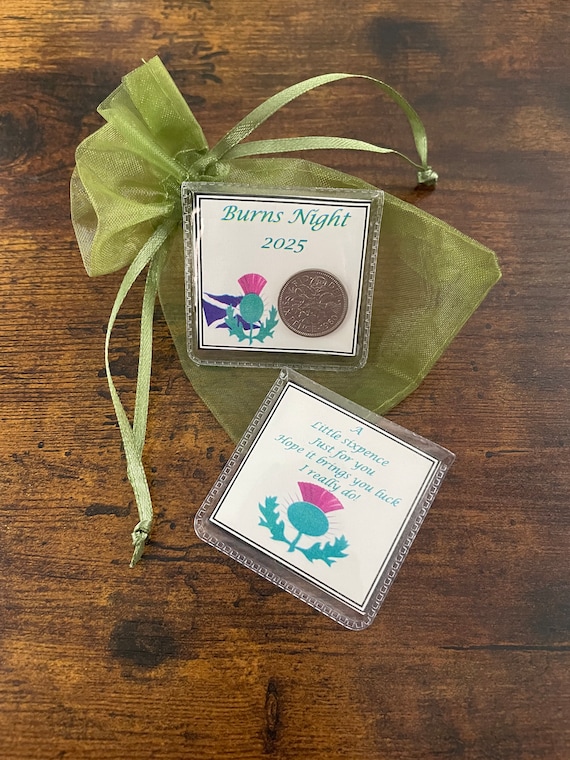 Burns Night
2025
A
Little sixpence
Just for you
Hope it brings you luck
I really do!